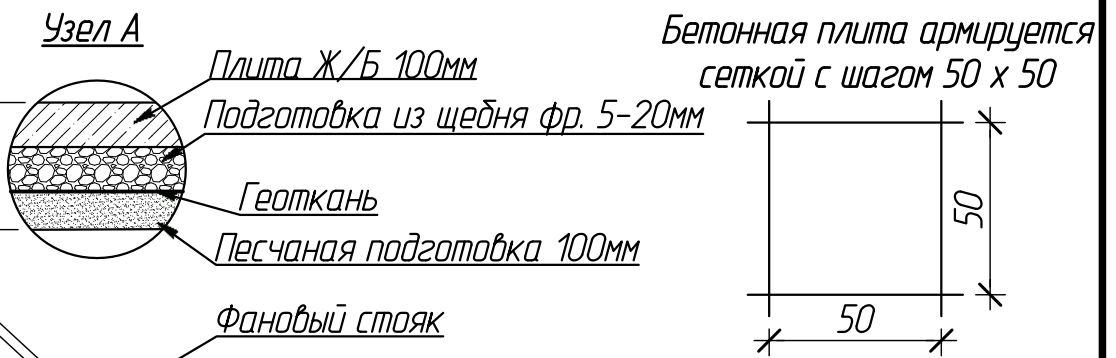 Узел А
Плита Ж/Б 100мм
Подготовка из щебня фр. 5-20мм
Геоткань
Песчаная подготовка 100мм
Фановый стояк
Бетонная плита армируется
сеткой с шагом 50 х 50
50
50